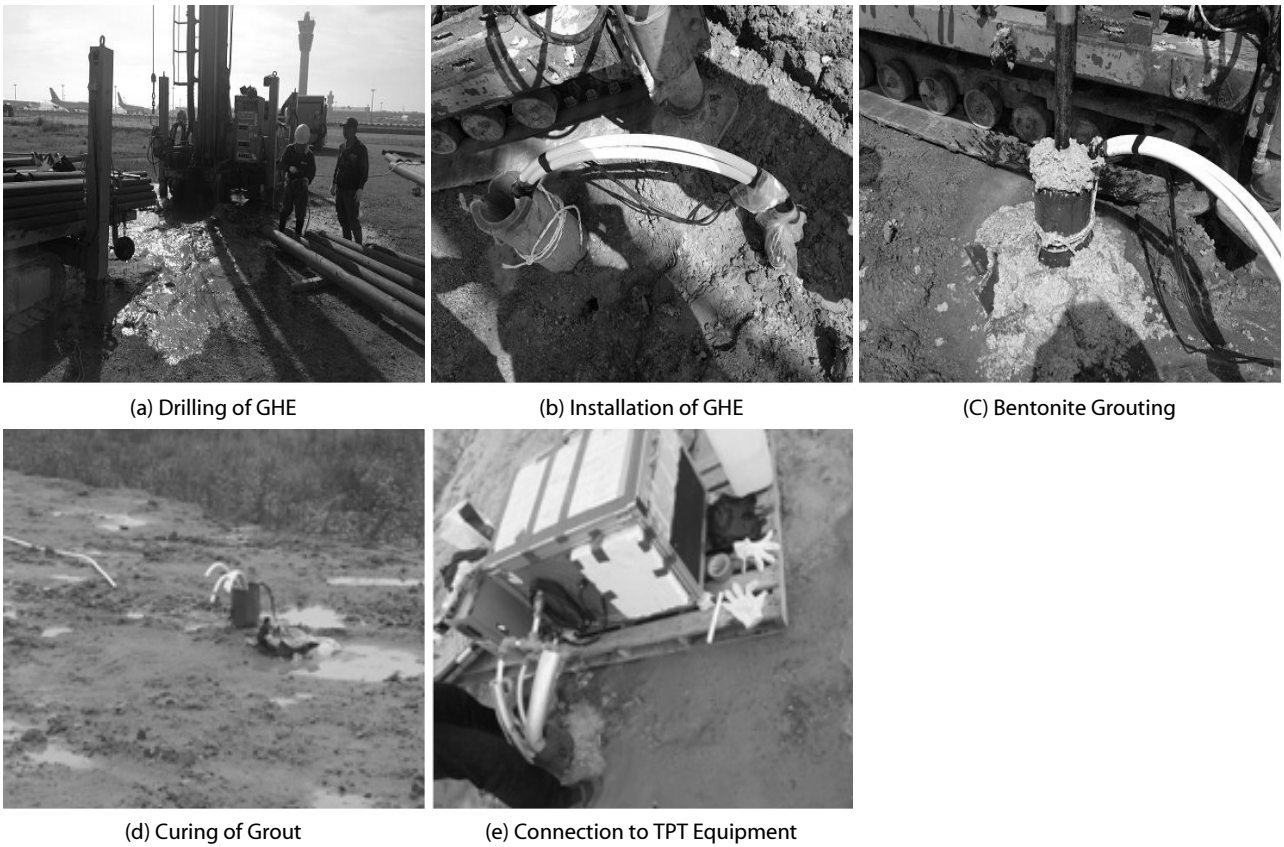 (a) Drilling of GHE
(b) Installation of GHE
(C) Bentonite Grouting
(d) Curing of Grout
(e) Connection to TPT Equipment